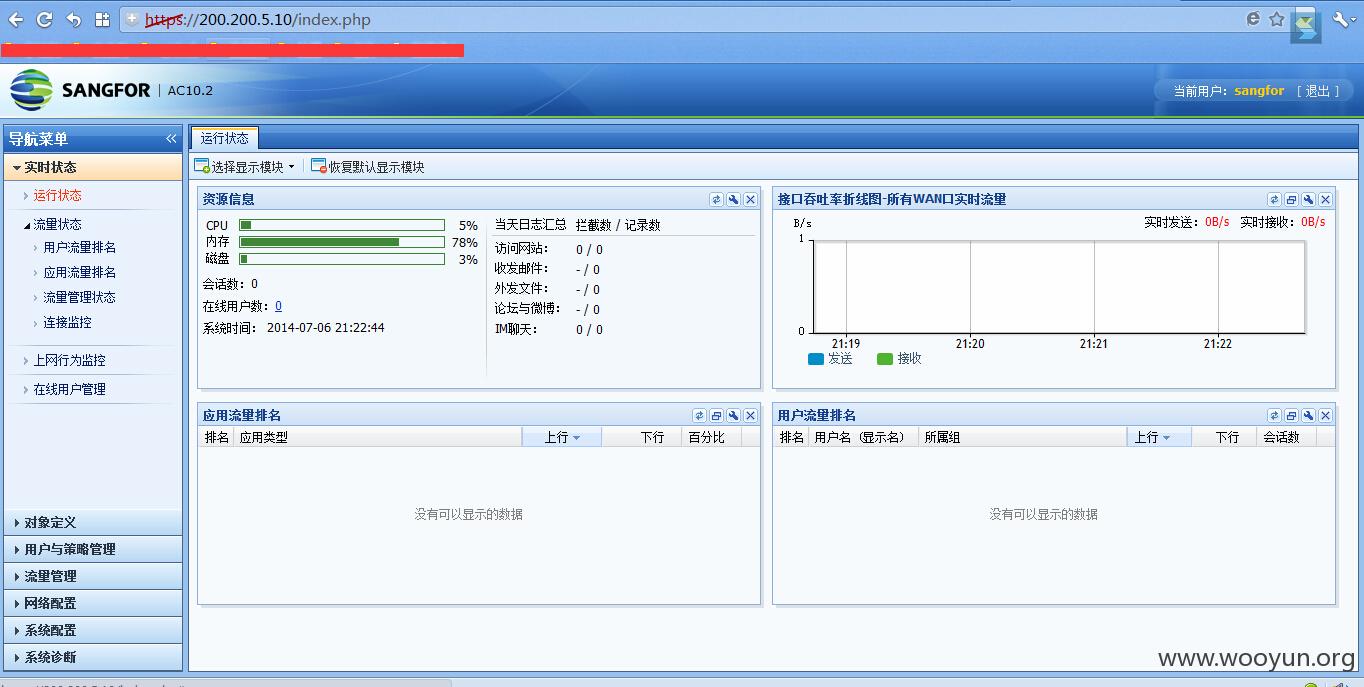 https://200.200.5.10/index.php
SANGFOR | AC10.2
当前用户: sangfor [ 退出 ]
导航菜单 «
实时状态
运行状态
流量状态
用户流量排名
应用流量排名
流量管理状态
连接监控
上网行为监控
在线用户管理
对象定义
用户与策略管理
流量管理
网络配置
系统配置
系统诊断
运行状态
选择显示模块 恢复默认显示模块
资源信息
CPU 5%
内存 78%
磁盘 3%
会话数: 0
在线用户数: 0
系统时间: 2014-07-06 21:22:44
当天日志汇总 拦截数 / 记录数
访问网站: 0 / 0
收发邮件: - / 0
外发文件: - / 0
论坛与微博: - / 0
IM聊天: 0 / 0
接口吞吐率折线图-所有WAN口实时流量
B/s 实时发送: 0B/s 实时接收: 0B/s
1
0
21:19 21:20 21:21 21:22
发送 接收
应用流量排名
排名 应用类型 上行 下行 百分比
没有可以显示的数据
用户流量排名
排名 用户名 (显示名) 所属组 上行 下行 会话数
没有可以显示的数据
www.wooyun.org